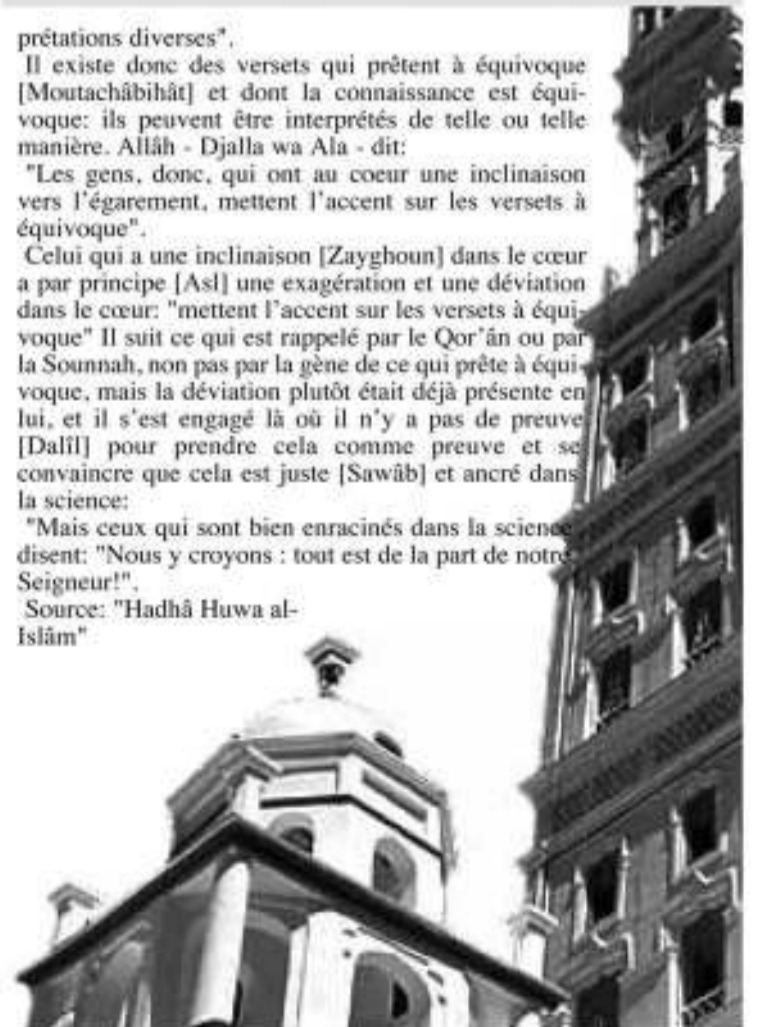 prétations diverses".
Il existe donc des versets qui prêtent à équivoque
[Moutachâbihât] et dont la connaissance est équi-
voque: ils peuvent être interprétés de telle ou telle
manière. Allâh - Djalla wa Ala - dit:
"Les gens, donc, qui ont au coeur une inclinaison
vers l'égarement, mettent l'accent sur les versets à
équivoque".
Celui qui a une inclinaison [Zayghoun] dans le cœur
a par principe [Asl] une exagération et une déviation
dans le cœur: "mettent l'accent sur les versets à équi-
voque" Il suit ce qui est rappelé par le Qor'ân ou par
la Sounnah, non pas par la gène de ce qui prête à équi-
voque, mais la déviation plutôt était déjà présente en
lui, et il s'est engagé là où il n'y a pas de preuve
[Dalîl] pour prendre cela comme preuve et se
convaincre que cela est juste [Sawâb] et ancré dans
la science:
"Mais ceux qui sont bien enracinés dans la science
disent: "Nous y croyons : tout est de la part de notre
Seigneur!".
Source: "Hadhâ Huwa al-
Islâm"